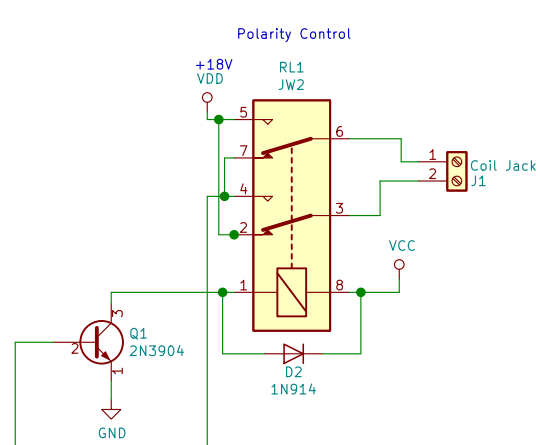 Polarity Control
+18V
VDD
RL1
JW2
5
6
7
4
3
2
1
8
1
2
Coil Jack
J1
VCC
3
Q1
2N3904
2
1
D2
1N914
GND